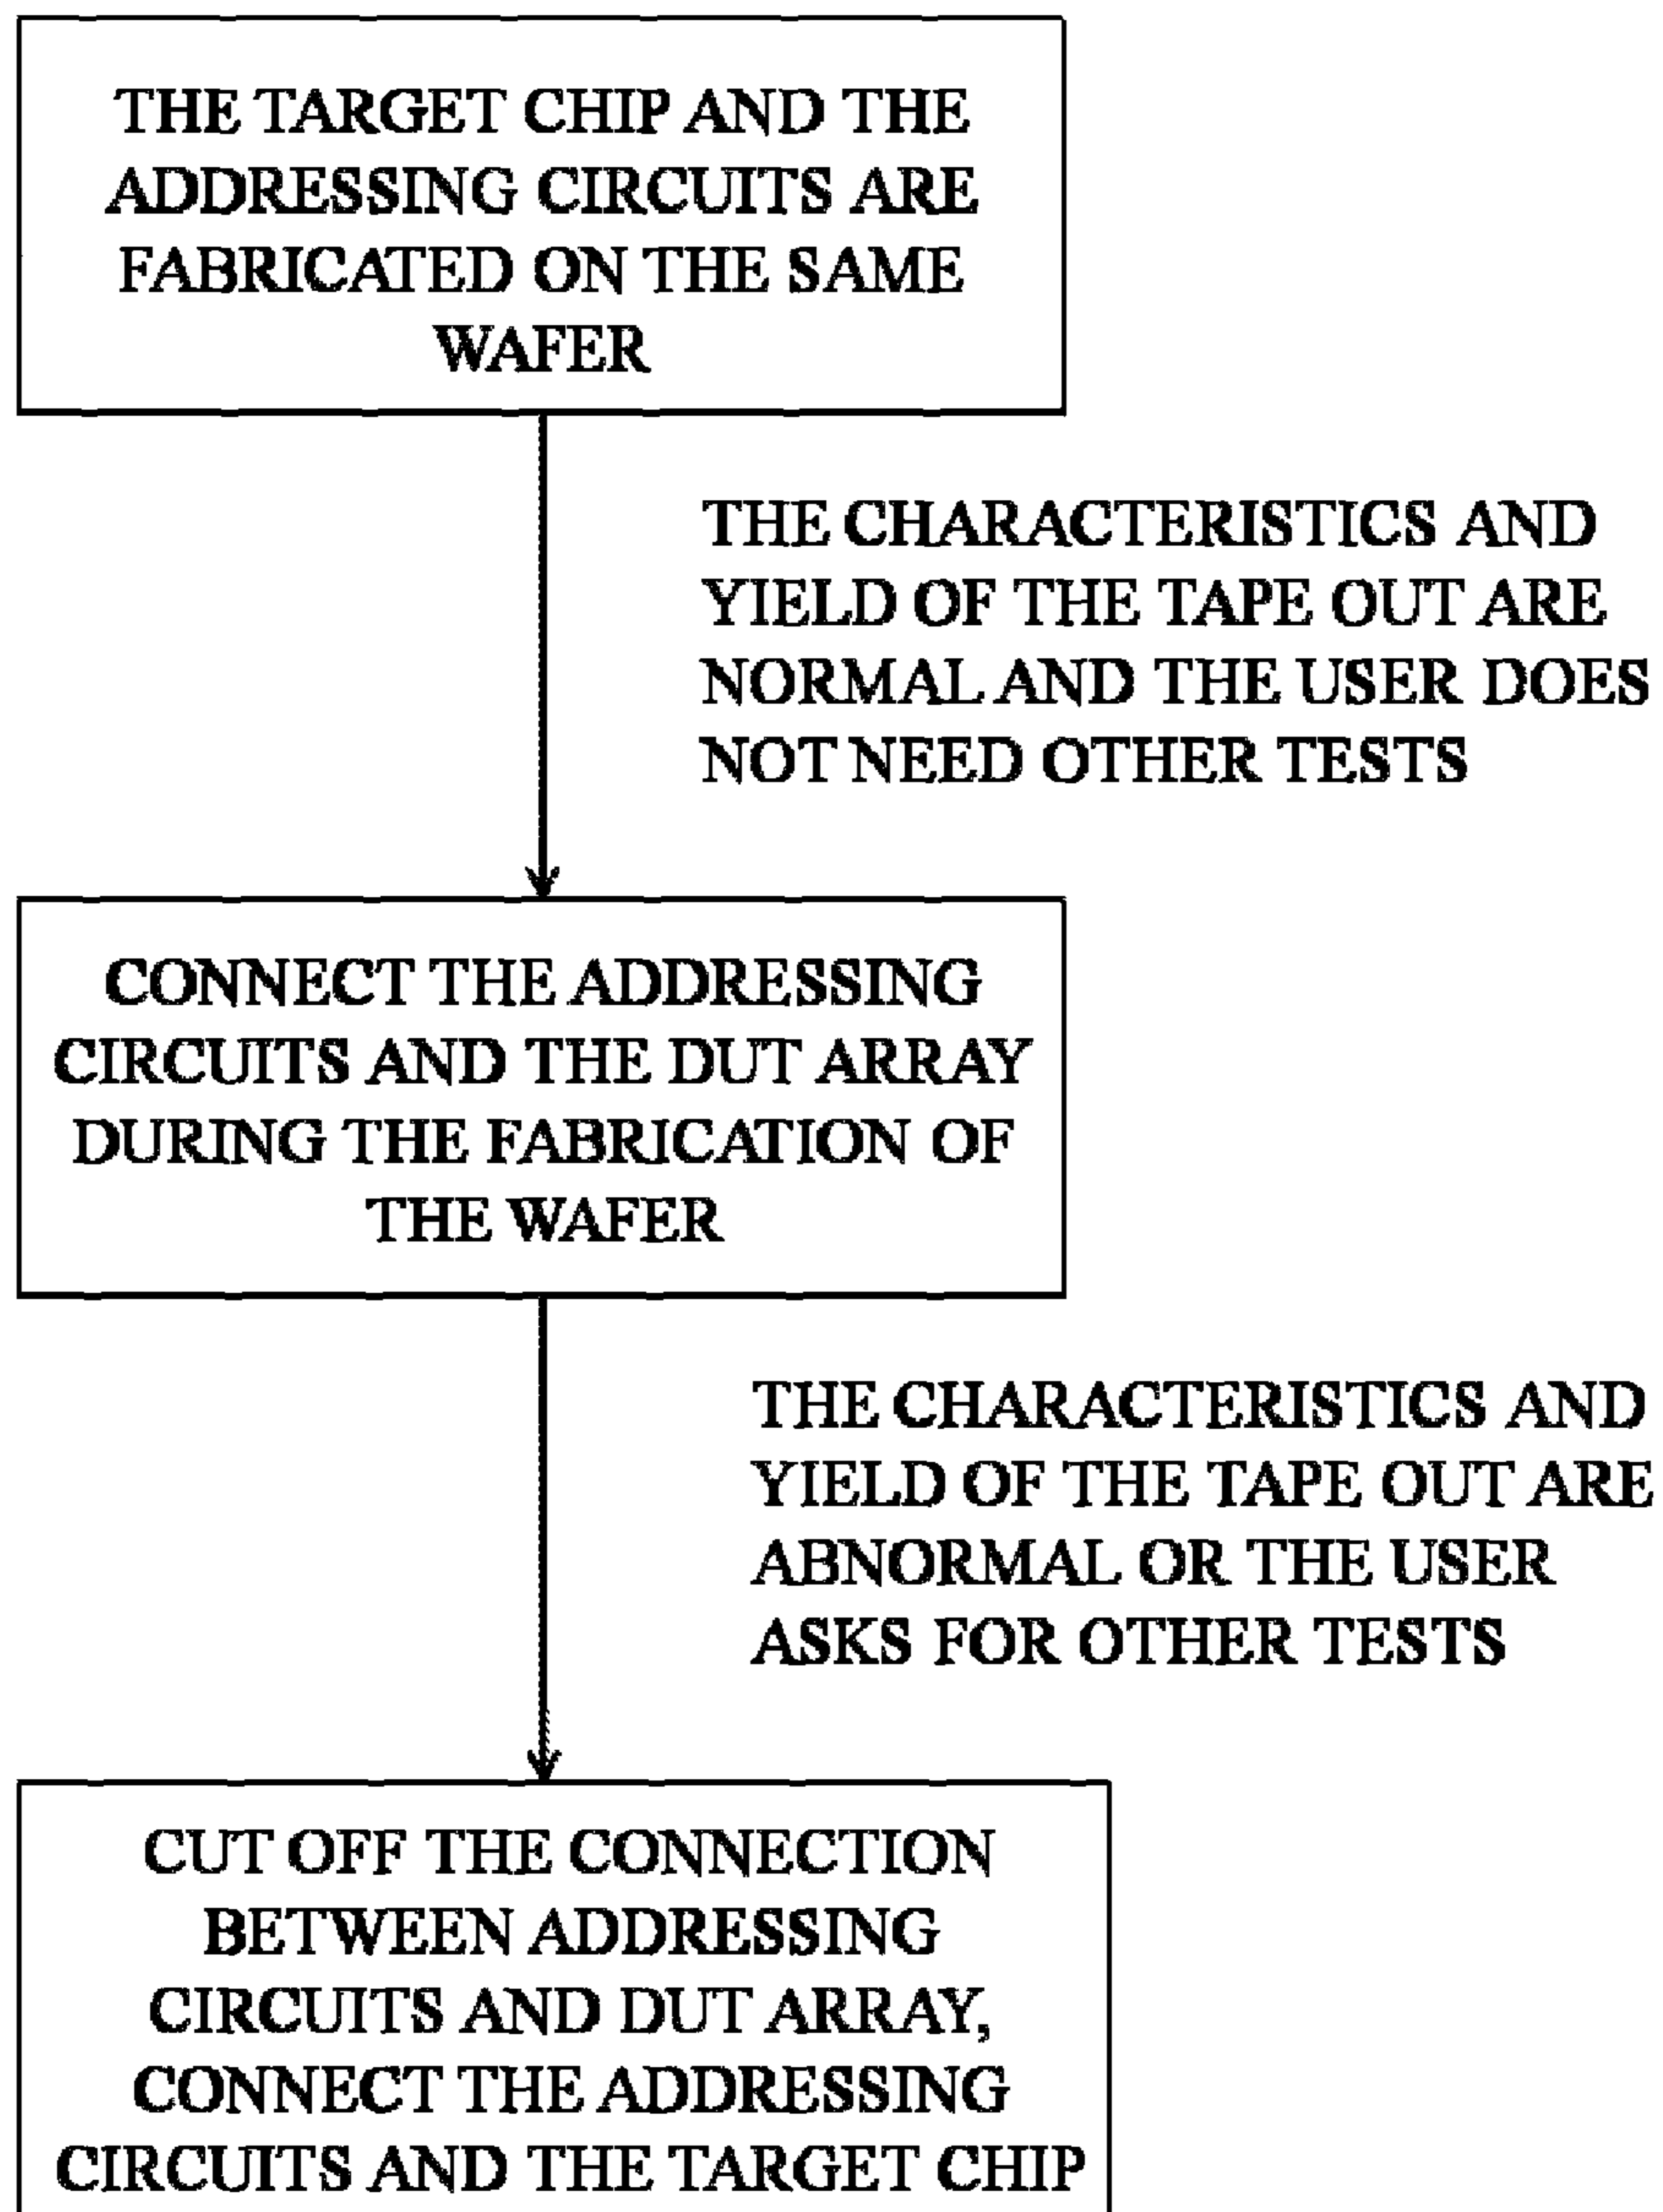 THE TARGET CHIP AND THE
ADDRESSING CIRCUITS ARE
FABRICATED ON THE SAME
WAFER
THE CHARACTERISTICS AND
YIELD OF THE TAPE OUT ARE
NORMAL AND THE USER DOES
NOT NEED OTHER TESTS
CONNECT THE ADDRESSING
CIRCUITS AND THE DUT ARRAY
DURING THE FABRICATION OF
THE WAFER
THE CHARACTERISTICS AND
YIELD OF THE TAPE OUT ARE
ABNORMAL OR THE USER
ASKS FOR OTHER TESTS
CUT OFF THE CONNECTION
BETWEEN ADDRESSING
CIRCUITS AND DUT ARRAY,
CONNECT THE ADDRESSING
CIRCUITS AND THE TARGET CHIP